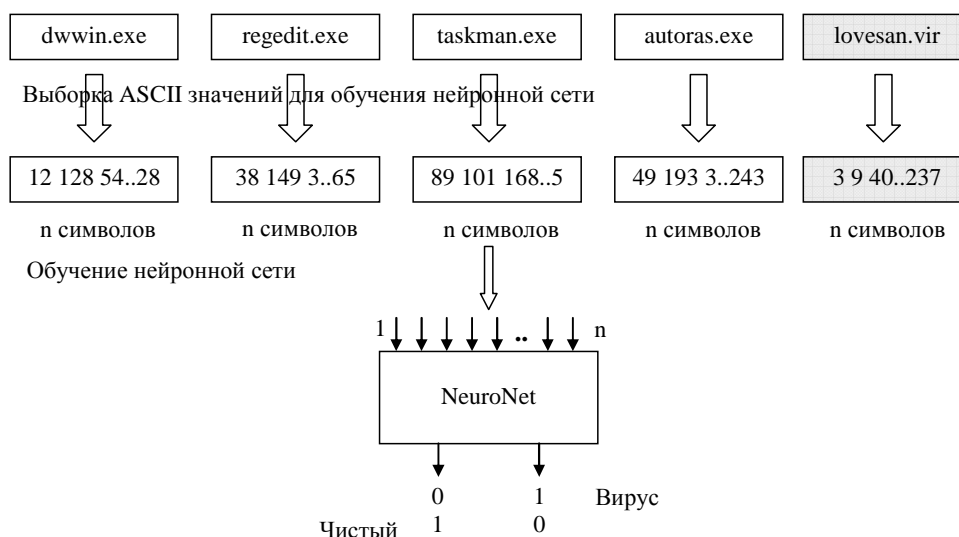 dwwin.exe regedit.exe taskman.exe autoras.exe lovesan.vir
Выборка ASCII значений для обучения нейронной сети
12 128 54..28 38 149 3..65 89 101 168..5 49 193 3..243 3 9 40..237
n символов n символов n символов n символов n символов
Обучение нейронной сети
1 .. n
NeuroNet
0 1 Вирус
Чистый 1 0